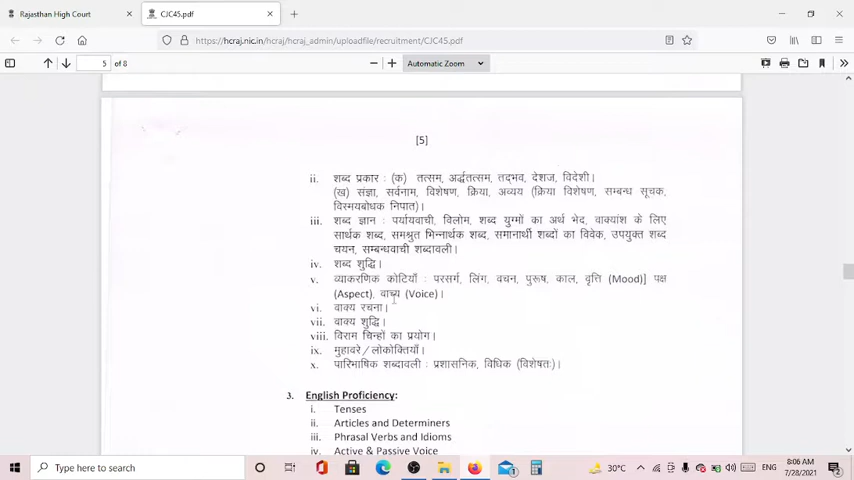 Rajasthan High Court
CJC45.pdf
https://hcraj.nic.in/hcraj/hcraj_admin/uploadfile/recruitment/CJC45.pdf
5 of 8
Automatic Zoom
[5]
ii. शब्द प्रकार : (क) तत्सम, अर्द्धतत्सम, तद्भव, देशज, विदेशी।
(ख) संज्ञा, सर्वनाम, विशेषण, क्रिया, अव्यय (क्रिया विशेषण, सम्बन्ध सूचक,
विस्मयबोधक निपात)।
iii. शब्द ज्ञान : पर्यायवाची, विलोम, शब्द युग्मों का अर्थ भेद, वाक्यांश के लिए
सार्थक शब्द, समश्रुत भिन्नार्थक शब्द, समानार्थी शब्दों का विवेक, उपयुक्त शब्द
चयन, सम्बन्धवाची शब्दावली।
iv. शब्द शुद्धि।
v. व्याकरणिक कोटियाँ : परसर्ग, लिंग, वचन, पुरूष, काल, वृत्ति (Mood)] पक्ष
(Aspect), वाच्य (Voice)।
vi. वाक्य रचना।
vii. वाक्य शुद्धि।
viii. विराम चिन्हों का प्रयोग।
ix. मुहावरे/लोकोक्तियाँ।
x. पारिभाषिक शब्दावली : प्रशासनिक, विधिक (विशेषतः)।
3. English Proficiency:
i. Tenses
ii. Articles and Determiners
iii. Phrasal Verbs and Idioms
iv. Active & Passive Voice
Type here to search
30°C
ENG
8:06 AM
7/28/2021